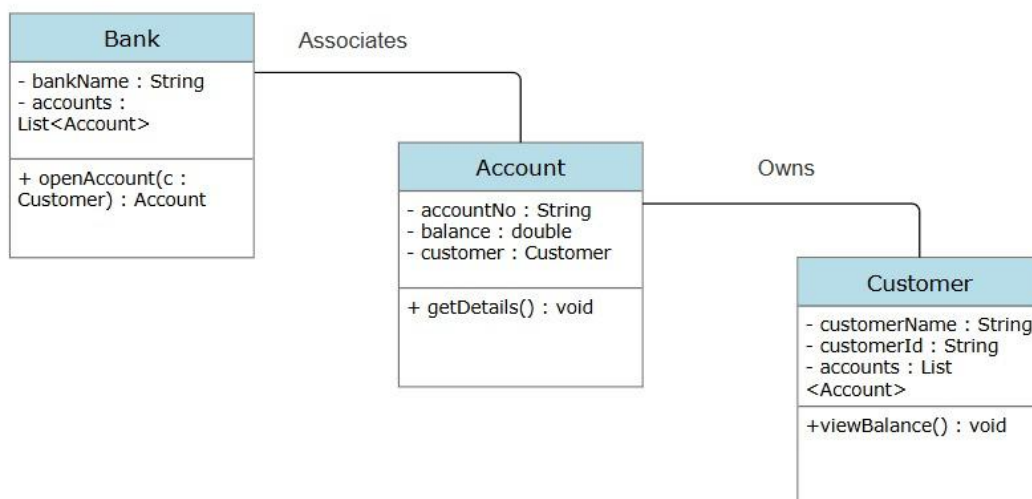 Bank
Associates
- bankName : String
- accounts :
List<Account>
+ openAccount(c :
Customer) : Account
Account
Owns
- accountNo : String
- balance : double
- customer : Customer
+ getDetails() : void
Customer
- customerName : String
- customerId : String
- accounts : List
<Account>
+viewBalance() : void